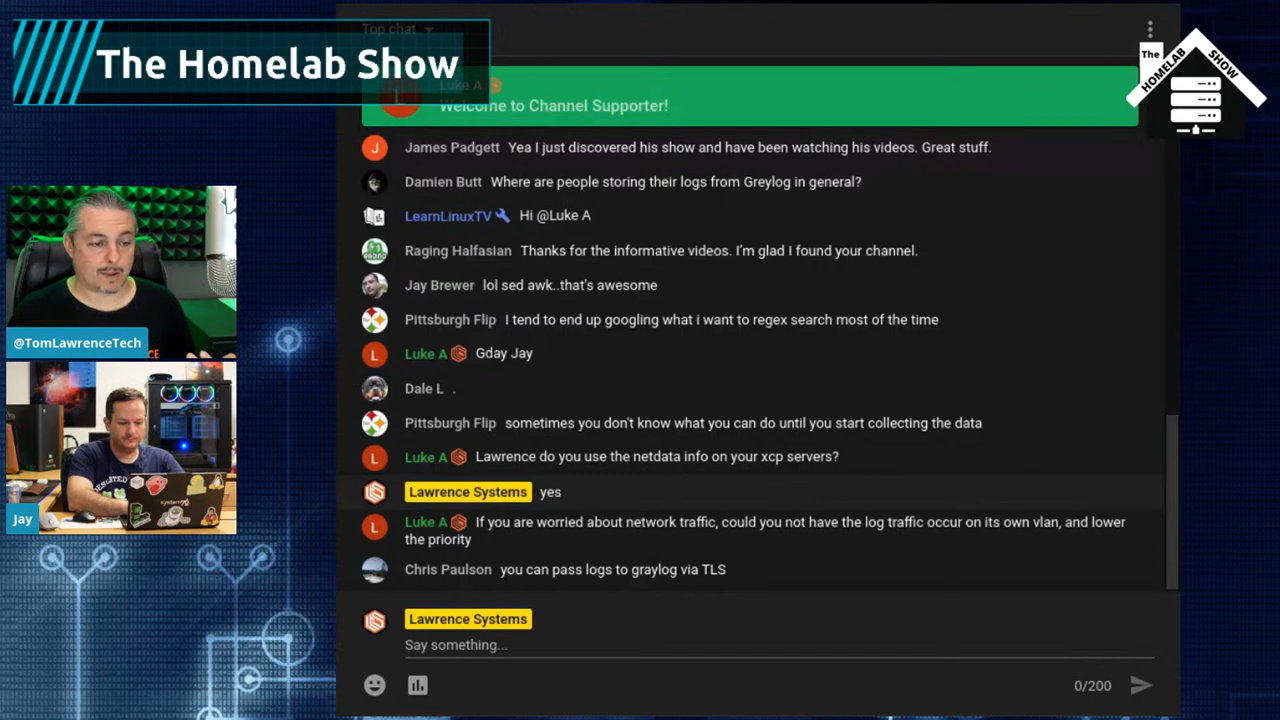 The Homelab Show
Top chat
The
HOMELAB
SHOW
Luke A
L
Welcome to Channel Supporter!
J James Padgett Yea I just discovered his show and have been watching his videos. Great stuff.
Damien Butt Where are people storing their logs from Greylog in general?
LearnLinuxTV Hi @Luke A
Raging Halfasian Thanks for the informative videos. I'm glad I found your channel.
Jay Brewer lol sed awk..that's awesome
Pittsburgh Flip I tend to end up googling what i want to regex search most of the time
L Luke A Gday Jay
Dale L .
Pittsburgh Flip sometimes you don't know what you can do until you start collecting the data
L Luke A Lawrence do you use the netdata info on your xcp servers?
Lawrence Systems yes
L Luke A If you are worried about network traffic, could you not have the log traffic occur on its own vlan, and lower
the priority
Chris Paulson you can pass logs to graylog via TLS
Lawrence Systems
Say something...
0/200
@TomLawrenceTech
Jay